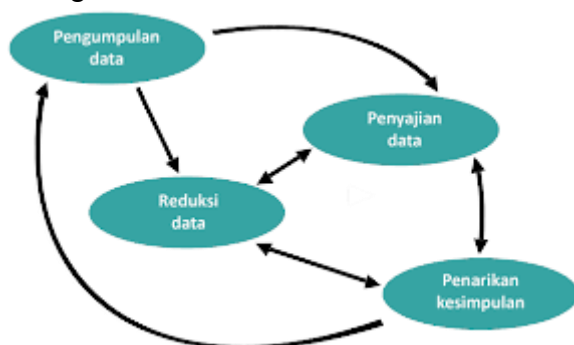 Pengumpulan
data
Penyajian
data
Reduksi
data
Penarikan
kesimpulan